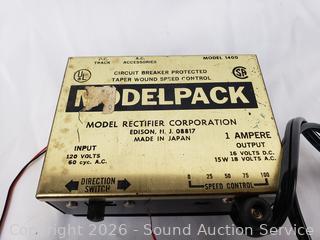 D.C. A.C.
TRACK ACCESSORIES MODEL 1400
UL
CIRCUIT BREAKER PROTECTED
TAPER WOUND SPEED CONTROL
MODELPACK
MODEL RECTIFIER CORPORATION
EDISON, N. J. 08817
MADE IN JAPAN
1 AMPERE
INPUT OUTPUT
120 VOLTS 16 VOLTS D.C.
60 cyc. A.C. 15W 18 VOLTS A.C.
DIRECTION SWITCH
0 25 50 75 100
SPEED CONTROL
Copyright 2026 - Sound Auction Service